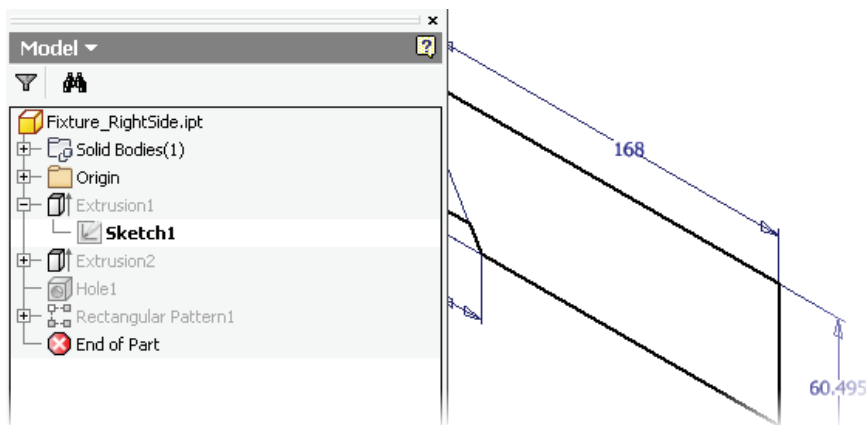 Model
Fixture_RightSide.ipt
Solid Bodies(1)
Origin
Extrusion1
Sketch1
Extrusion2
Hole1
Rectangular Pattern1
End of Part
168
60.495